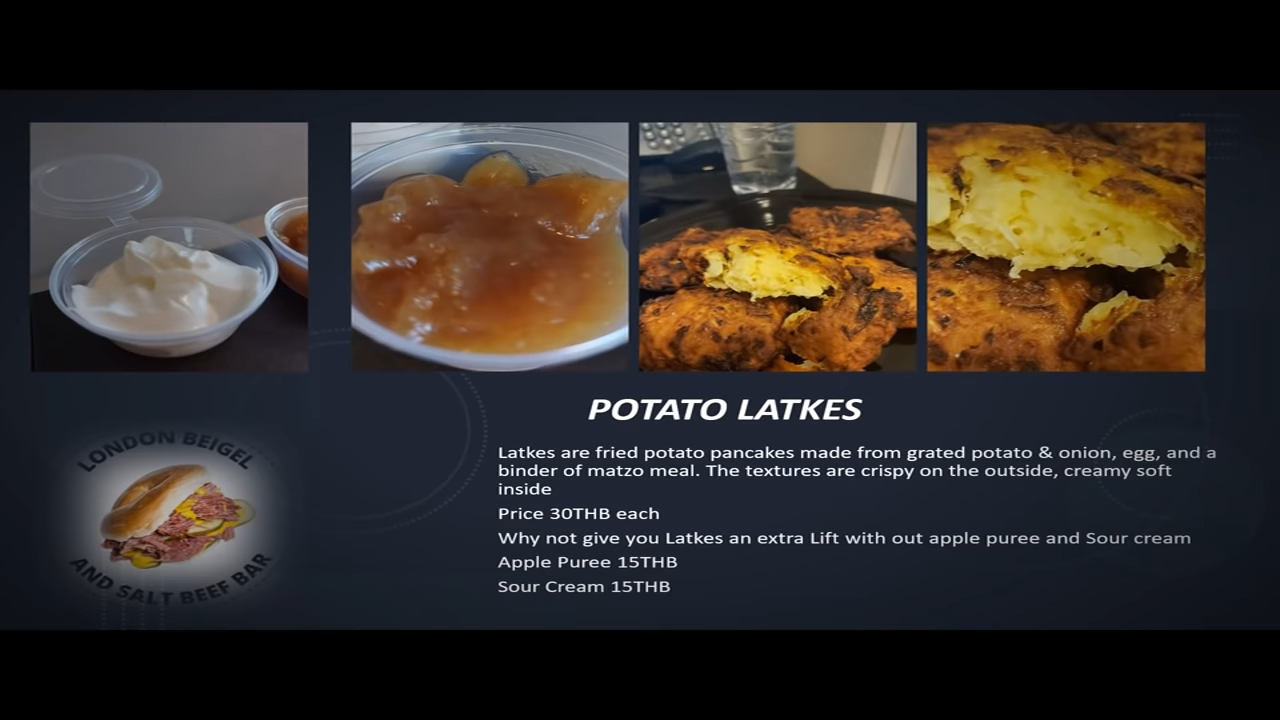 POTATO LATKES
Latkes are fried potato pancakes made from grated potato & onion, egg, and a
binder of matzo meal. The textures are crispy on the outside, creamy soft
inside
Price 30THB each
Why not give you Latkes an extra Lift with out apple puree and Sour cream
Apple Puree 15THB
Sour Cream 15THB
LONDON BEIGEL
AND SALT BEEF BAR